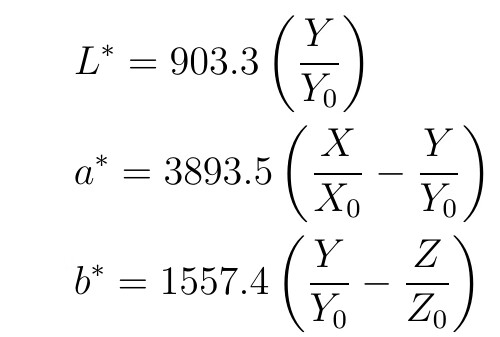 L* = 903.3 (Y/Y₀)
a* = 3893.5 (X/X₀ − Y/Y₀)
b* = 1557.4 (Y/Y₀ − Z/Z₀)